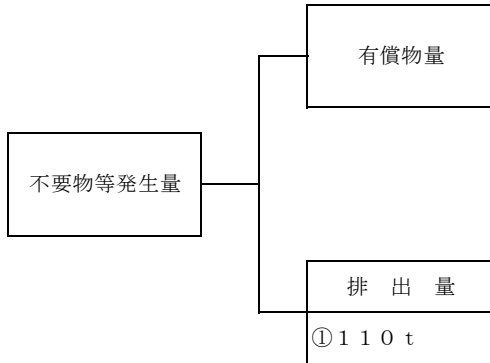 有償物量
不要物等発生量
排　出　量
①１１０ｔ